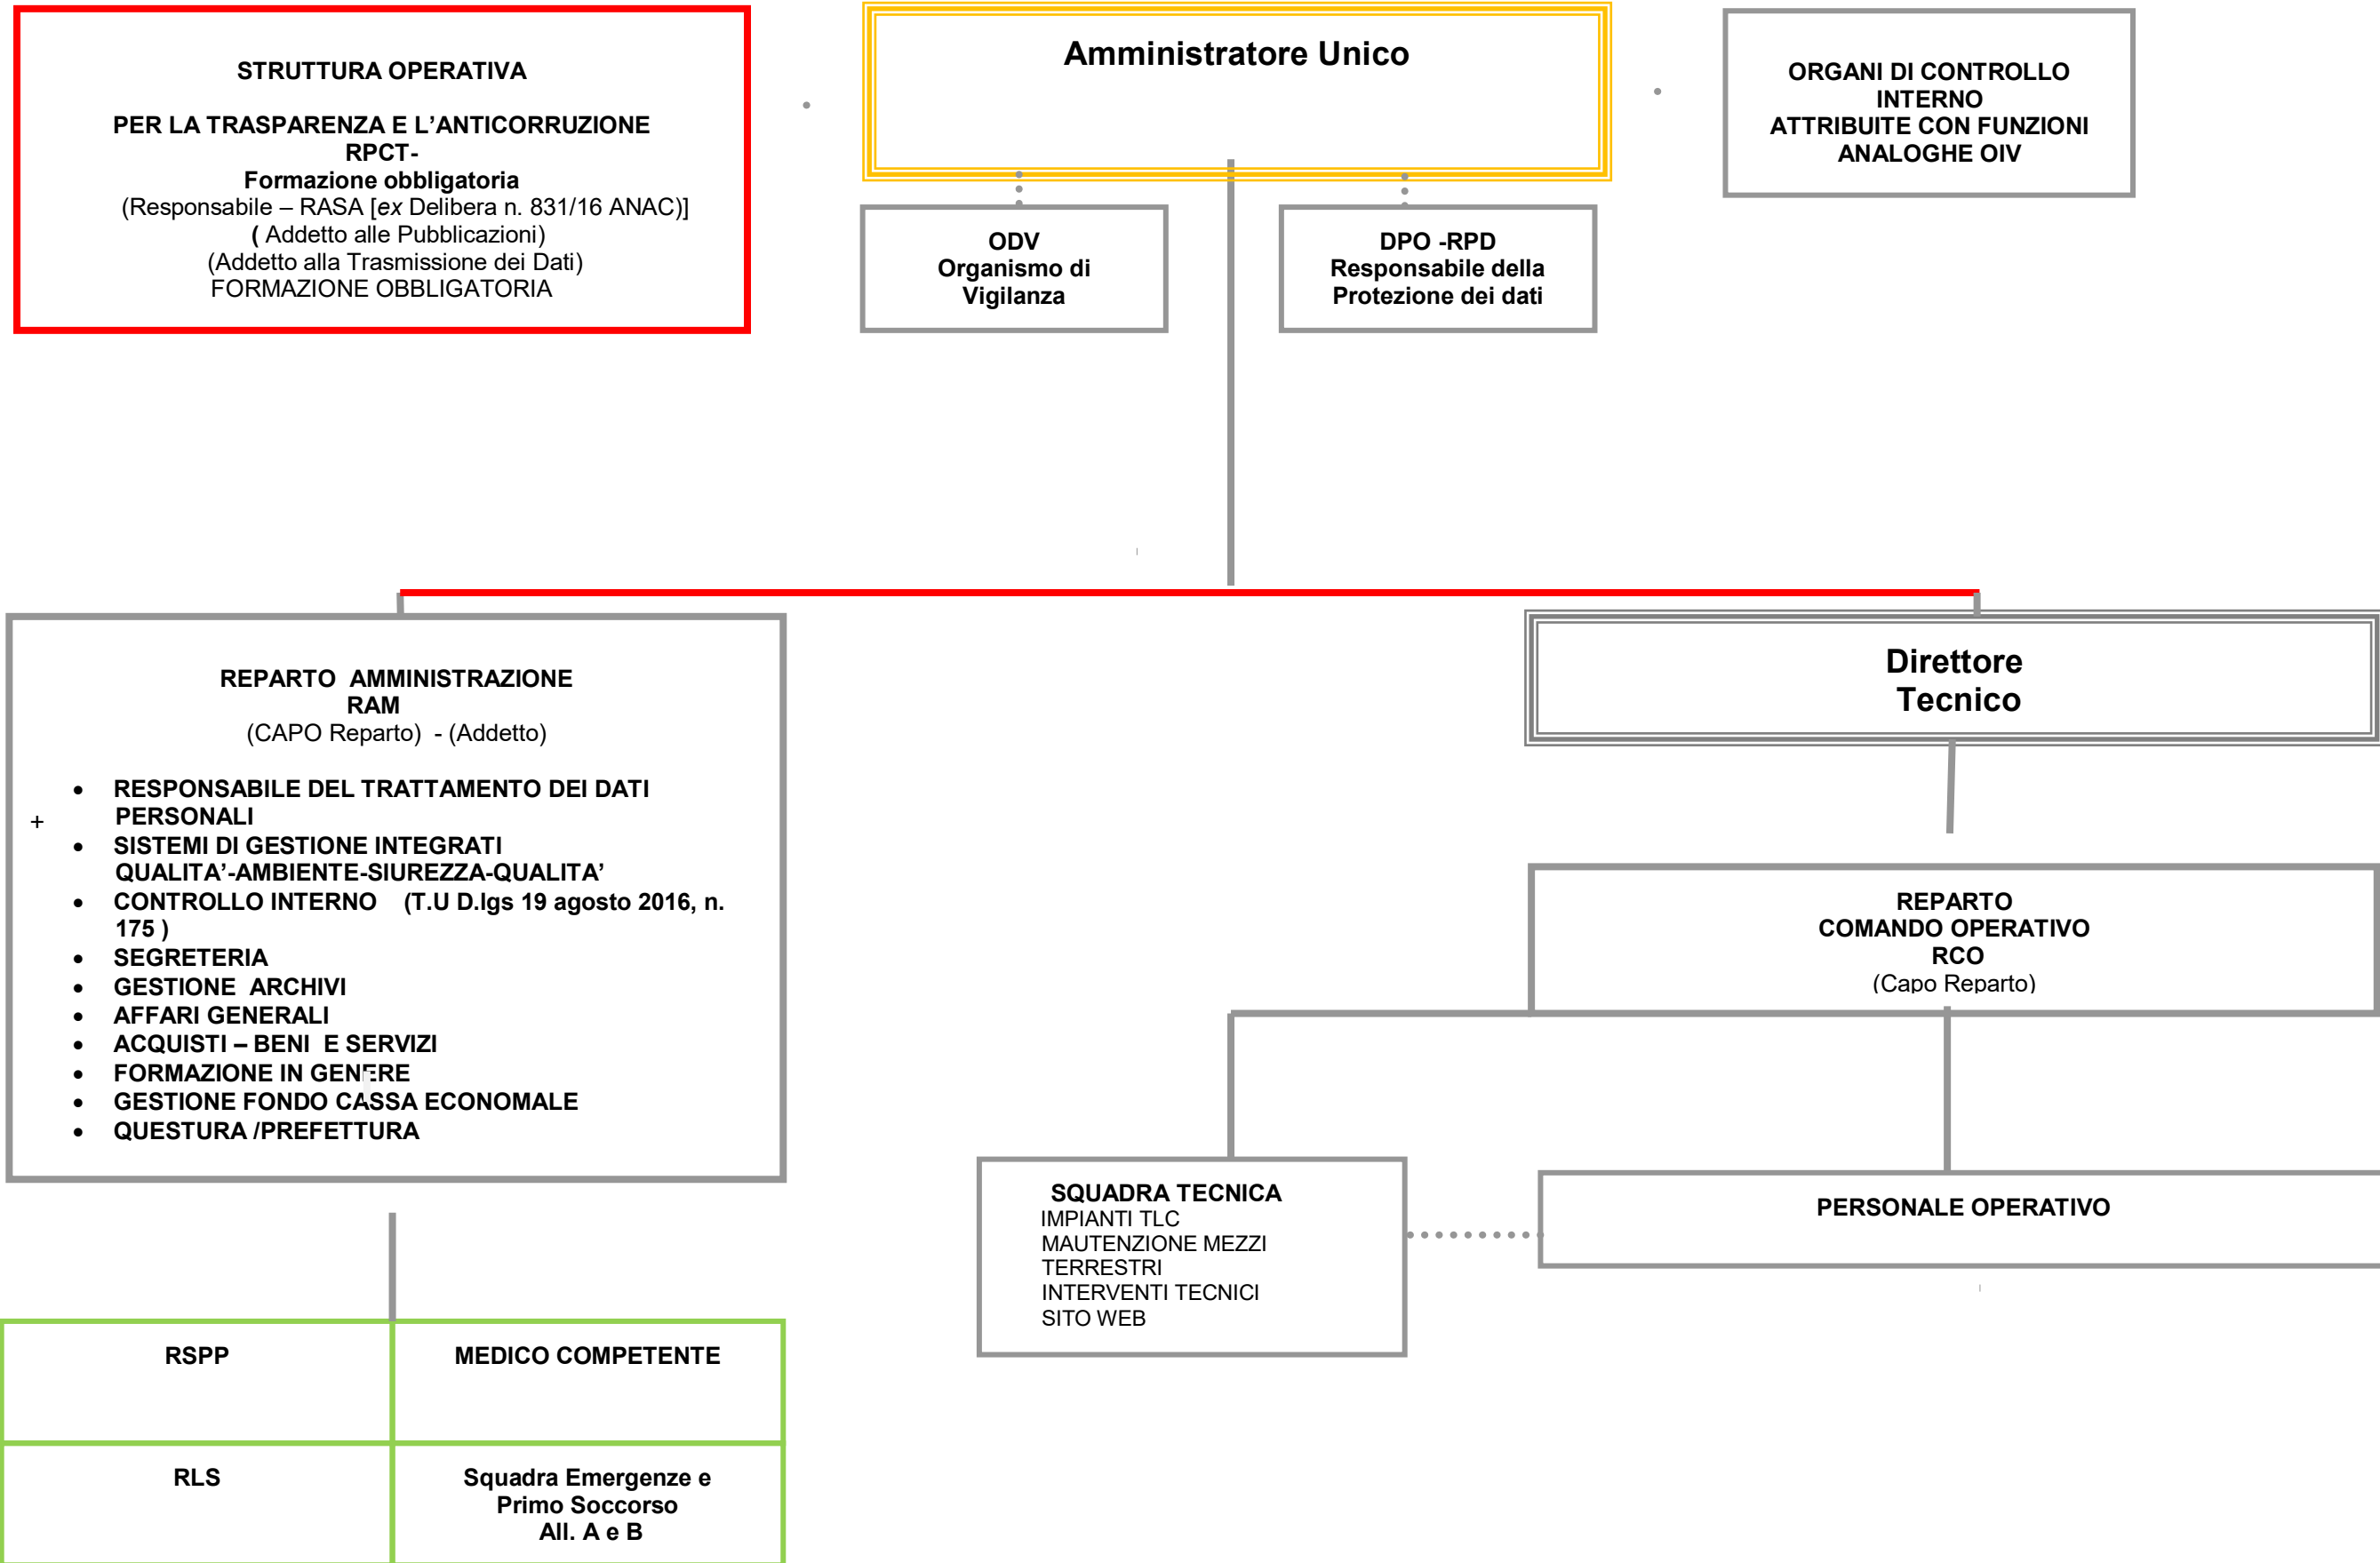 STRUTTURA OPERATIVA
PER LA TRASPARENZA E L’ANTICORRUZIONE
RPCT-
Formazione obbligatoria
(Responsabile – RASA [ex Delibera n. 831/16 ANAC)]
( Addetto alle Pubblicazioni)
(Addetto alla Trasmissione dei Dati)
FORMAZIONE OBBLIGATORIA
Amministratore Unico
ORGANI DI CONTROLLO
INTERNO
ATTRIBUITE CON FUNZIONI
ANALOGHE OIV
ODV
Organismo di
Vigilanza
DPO -RPD
Responsabile della
Protezione dei dati
REPARTO AMMINISTRAZIONE
RAM
(CAPO Reparto) - (Addetto)
+
• RESPONSABILE DEL TRATTAMENTO DEI DATI
PERSONALI
• SISTEMI DI GESTIONE INTEGRATI
QUALITA’-AMBIENTE-SIUREZZA-QUALITA’
• CONTROLLO INTERNO (T.U D.lgs 19 agosto 2016, n.
175 )
• SEGRETERIA
• GESTIONE ARCHIVI
• AFFARI GENERALI
• ACQUISTI – BENI E SERVIZI
• FORMAZIONE IN GENERE
• GESTIONE FONDO CASSA ECONOMALE
• QUESTURA /PREFETTURA
Direttore
Tecnico
REPARTO
COMANDO OPERATIVO
RCO
(Capo Reparto)
SQUADRA TECNICA
IMPIANTI TLC
MAUTENZIONE MEZZI
TERRESTRI
INTERVENTI TECNICI
SITO WEB
PERSONALE OPERATIVO
RSPP
MEDICO COMPETENTE
RLS
Squadra Emergenze e
Primo Soccorso
All. A e B